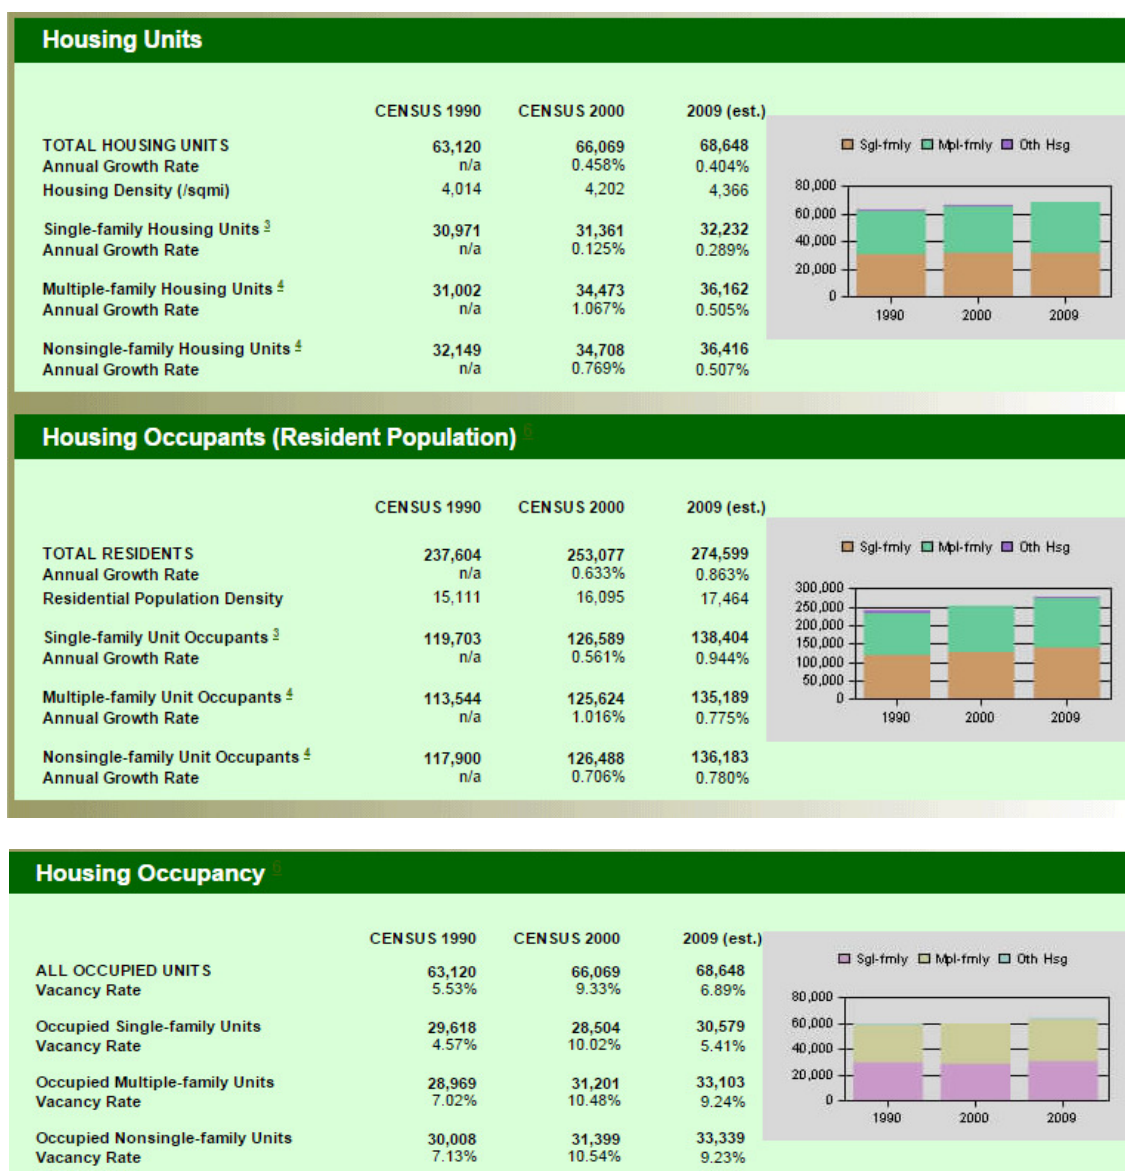 Housing Units
CENSUS 1990 CENSUS 2000 2009 (est.)
TOTAL HOUSING UNITS 63,120 66,069 68,648
Annual Growth Rate n/a 0.458% 0.404%
Housing Density (/sqmi) 4,014 4,202 4,366
Single-family Housing Units 3 30,971 31,361 32,232
Annual Growth Rate n/a 0.125% 0.289%
Multiple-family Housing Units 4 31,002 34,473 36,162
Annual Growth Rate n/a 1.067% 0.505%
Nonsingle-family Housing Units 4 32,149 34,708 36,416
Annual Growth Rate n/a 0.769% 0.507%
Sgl-fmly Mpl-fmly Oth Hsg
80,000
60,000
40,000
20,000
0
1990 2000 2009
Housing Occupants (Resident Population) 6
CENSUS 1990 CENSUS 2000 2009 (est.)
TOTAL RESIDENTS 237,604 253,077 274,599
Annual Growth Rate n/a 0.633% 0.863%
Residential Population Density 15,111 16,095 17,464
Single-family Unit Occupants 3 119,703 126,589 138,404
Annual Growth Rate n/a 0.561% 0.944%
Multiple-family Unit Occupants 4 113,544 125,624 135,189
Annual Growth Rate n/a 1.016% 0.775%
Nonsingle-family Unit Occupants 4 117,900 126,488 136,183
Annual Growth Rate n/a 0.706% 0.780%
Sgl-fmly Mpl-fmly Oth Hsg
300,000
250,000
200,000
150,000
100,000
50,000
0
1990 2000 2009
Housing Occupancy 6
CENSUS 1990 CENSUS 2000 2009 (est.)
ALL OCCUPIED UNITS 63,120 66,069 68,648
Vacancy Rate 5.53% 9.33% 6.89%
Occupied Single-family Units 29,618 28,504 30,579
Vacancy Rate 4.57% 10.02% 5.41%
Occupied Multiple-family Units 28,969 31,201 33,103
Vacancy Rate 7.02% 10.48% 9.24%
Occupied Nonsingle-family Units 30,008 31,399 33,339
Vacancy Rate 7.13% 10.54% 9.23%
Sgl-fmly Mpl-fmly Oth Hsg
80,000
60,000
40,000
20,000
0
1990 2000 2009